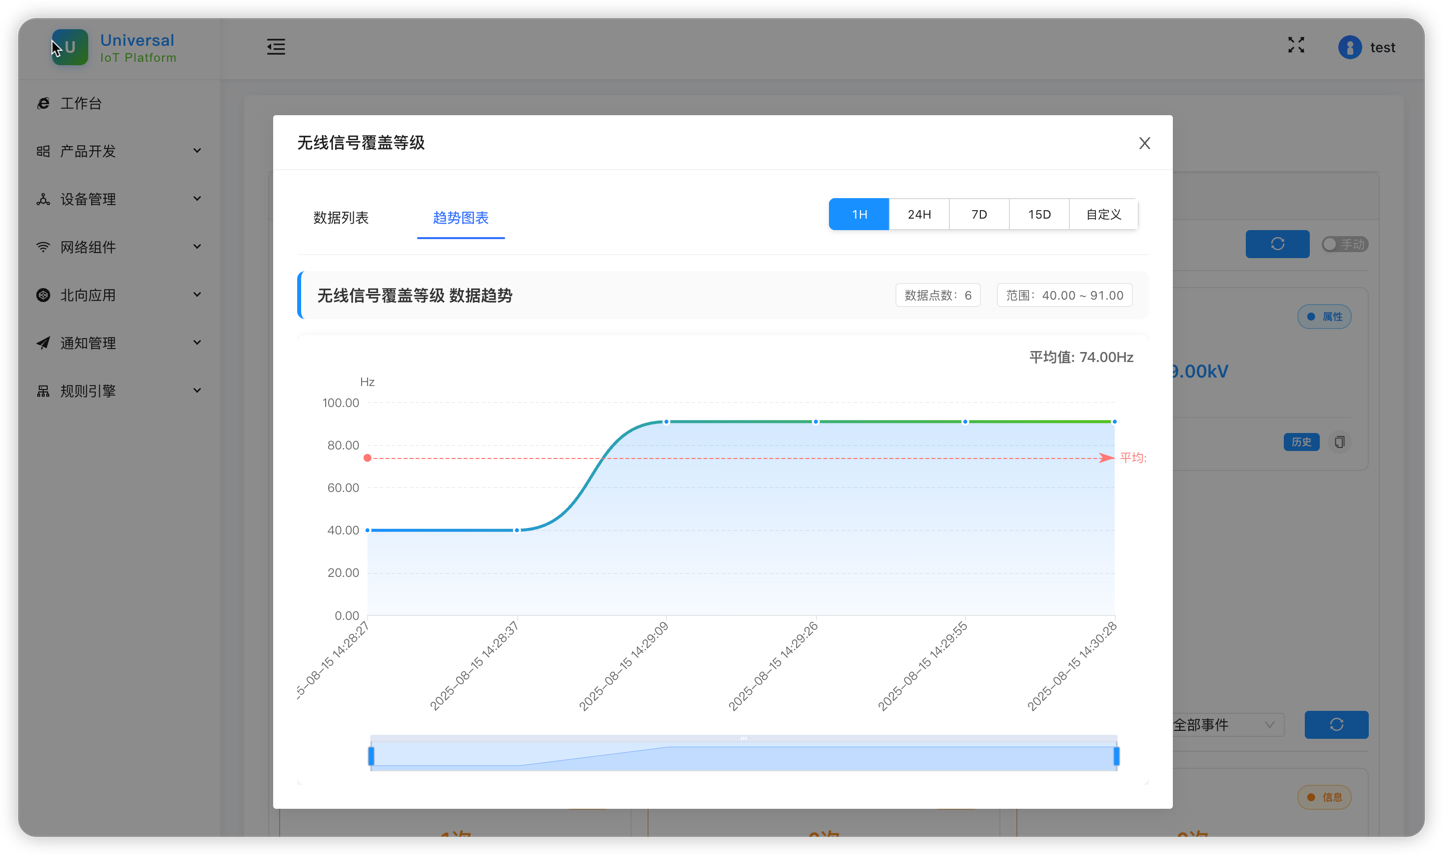 U
Universal
IoT Platform
test
工作台
产品开发
设备管理
网络组件
北向应用
通知管理
规则引擎
无线信号覆盖等级
数据列表
趋势图表
1H
24H
7D
15D
自定义
手动
无线信号覆盖等级 数据趋势
数据点数: 6
范围: 40.00 ~ 91.00
属性
平均值: 74.00Hz
.00kV
Hz
100.00
80.00
60.00
40.00
20.00
0.00
平均:
历史
5-08-15 14:28:27
2025-08-15 14:28:37
2025-08-15 14:29:09
2025-08-15 14:29:26
2025-08-15 14:29:55
2025-08-15 14:30:28
全部事件
信息